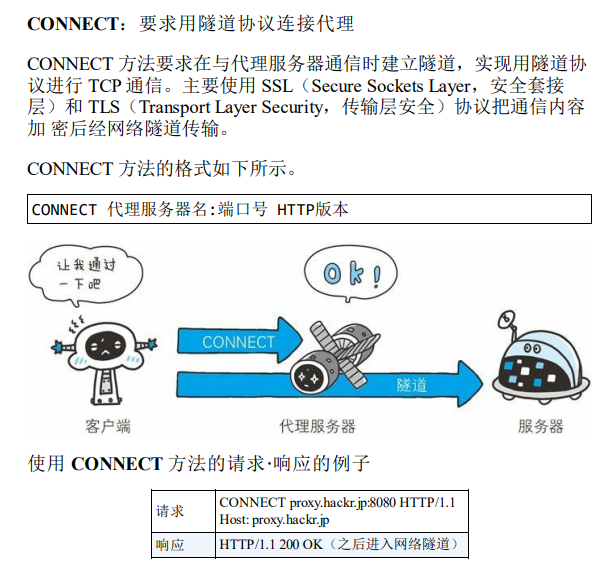 CONNECT：要求用隧道协议连接代理
CONNECT 方法要求在与代理服务器通信时建立隧道，实现用隧道协
议进行 TCP 通信。主要使用 SSL（Secure Sockets Layer，安全套接
层）和 TLS（Transport Layer Security，传输层安全）协议把通信内容
加 密后经网络隧道传输。
CONNECT 方法的格式如下所示。
CONNECT 代理服务器名:端口号 HTTP版本
让我通过
一下吧
Ok!
CONNECT
隧道
客户端
代理服务器
服务器
使用 CONNECT 方法的请求·响应的例子
请求 CONNECT proxy.hackr.jp:8080 HTTP/1.1
Host: proxy.hackr.jp
响应 HTTP/1.1 200 OK（之后进入网络隧道）